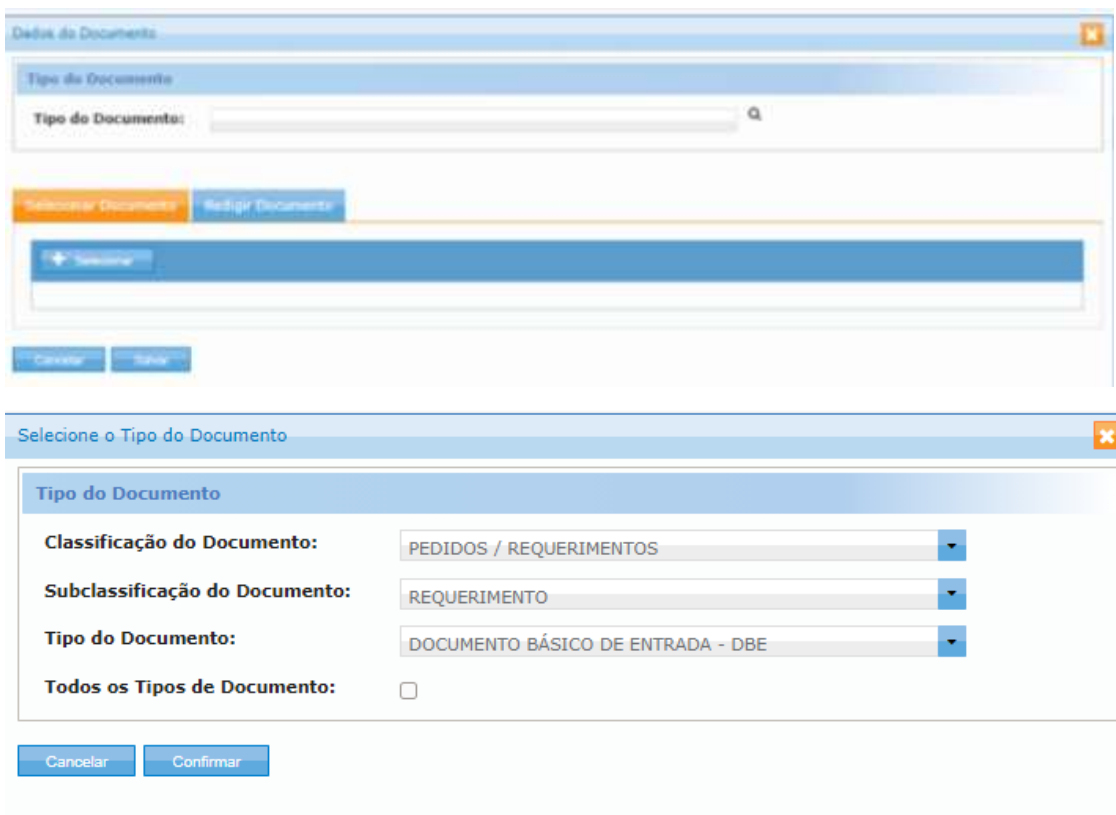 Dados do Documento
Tipo do Documento
Tipo do Documento:
Selecionar Documento Redigir Documento
Selecionar
Cancelar Salvar
Selecione o Tipo do Documento
Tipo do Documento
Classificação do Documento: PEDIDOS / REQUERIMENTOS
Subclassificação do Documento: REQUERIMENTO
Tipo do Documento: DOCUMENTO BÁSICO DE ENTRADA - DBE
Todos os Tipos de Documento:
Cancelar Confirmar